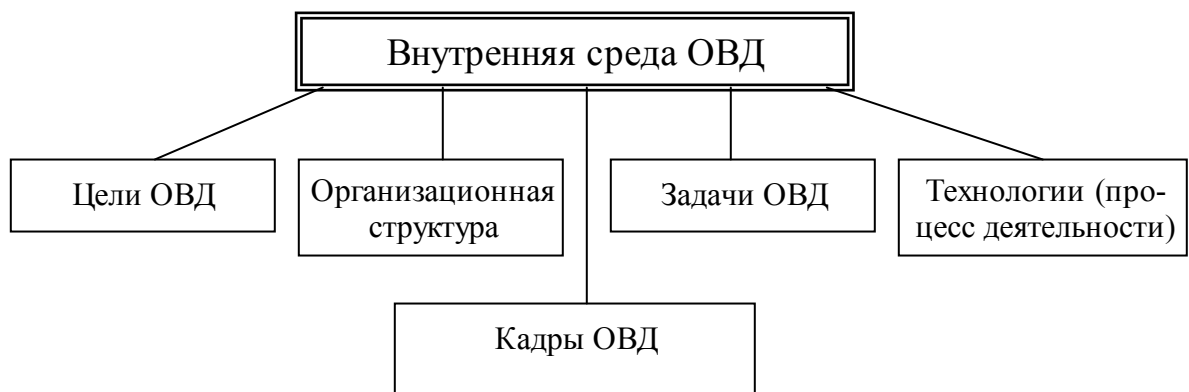 Внутренняя среда ОВД
Цели ОВД
Организационная
структура
Задачи ОВД
Технологии (про-
цесс деятельности)
Кадры ОВД